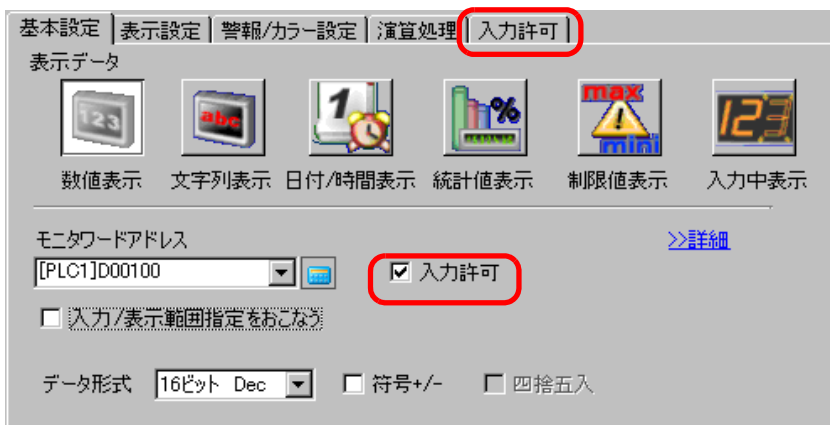 基本設定 表示設定 警報/カラー設定 演算処理 入力許可
表示データ
123 abc 1 % max mini 123
数値表示 文字列表示 日付/時間表示 統計値表示 制限値表示 入力中表示
モニタワードアドレス >>詳細
[PLC1]D00100 入力許可
入力/表示範囲指定をおこなう
データ形式 16ビット Dec 符号+/- 四捨五入